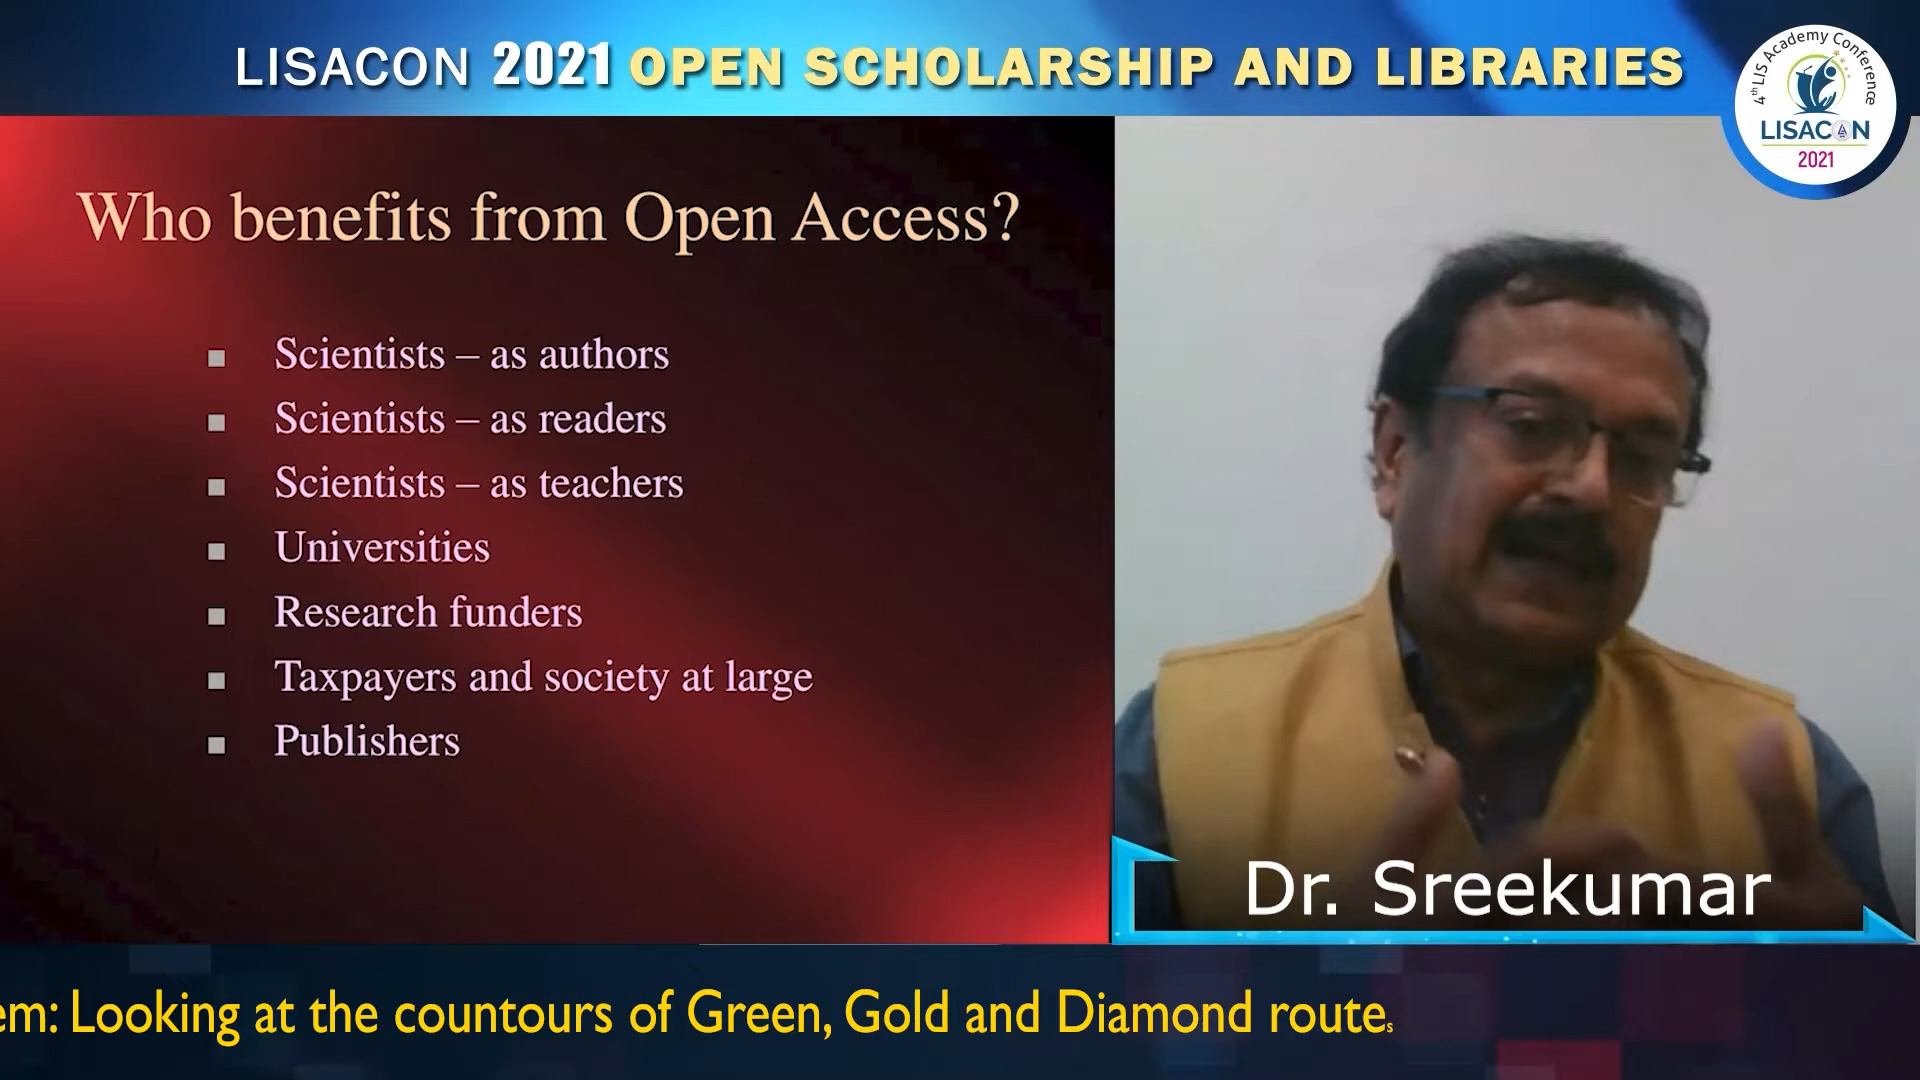 LISACON 2021 OPEN SCHOLARSHIP AND LIBRARIES
4th LIS Academy Conference
LISACON
2021
Who benefits from Open Access?
Scientists – as authors
Scientists – as readers
Scientists – as teachers
Universities
Research funders
Taxpayers and society at large
Publishers
Dr. Sreekumar
em: Looking at the countours of Green, Gold and Diamond routes